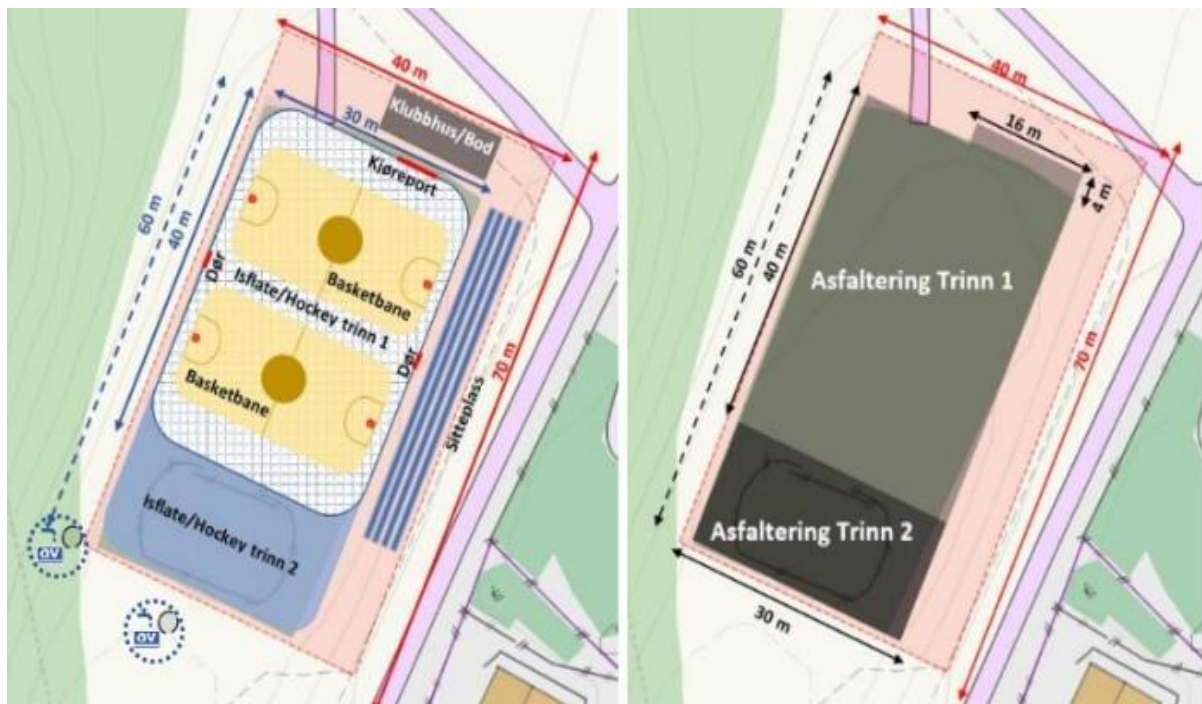 40 m
Klubbhus/Bod
30 m
Kjøreport
60 m
40 m
Dør
Basketbane
Isflate/Hockey trinn 1
Dør
Basketbane
70 m
Sitteplass
Isflate/Hockey trinn 2
40 m
16 m
4 m
60 m
40 m
Asfaltering Trinn 1
70 m
Asfaltering Trinn 2
30 m